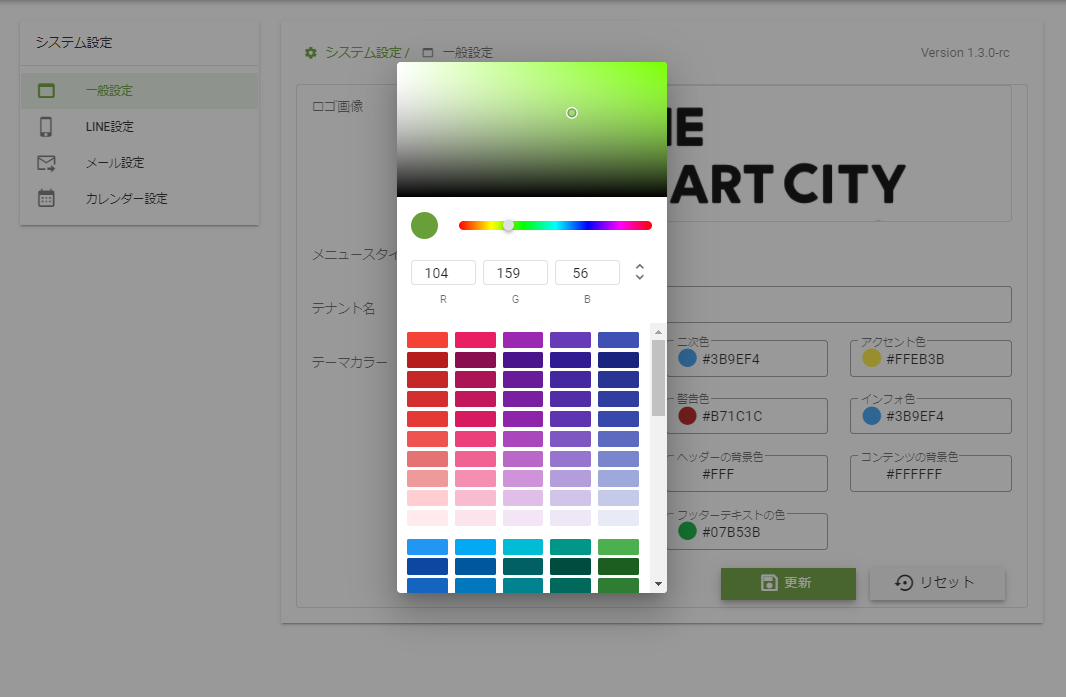 システム設定
一般設定
LINE設定
メール設定
カレンダー設定
システム設定 /
一般設定
Version 1.3.0-rc
ロゴ画像
ART CITY
メニュースタイ
テナント名
テーマカラー
104
159
56
R
G
B
二次色
#3B9EF4
アクセント色
#FFEB3B
警告色
#B71C1C
インフォ色
#3B9EF4
ヘッダーの背景色
#FFF
コンテンツの背景色
#FFFFFF
フッターテキストの色
#07B53B
更新
リセット